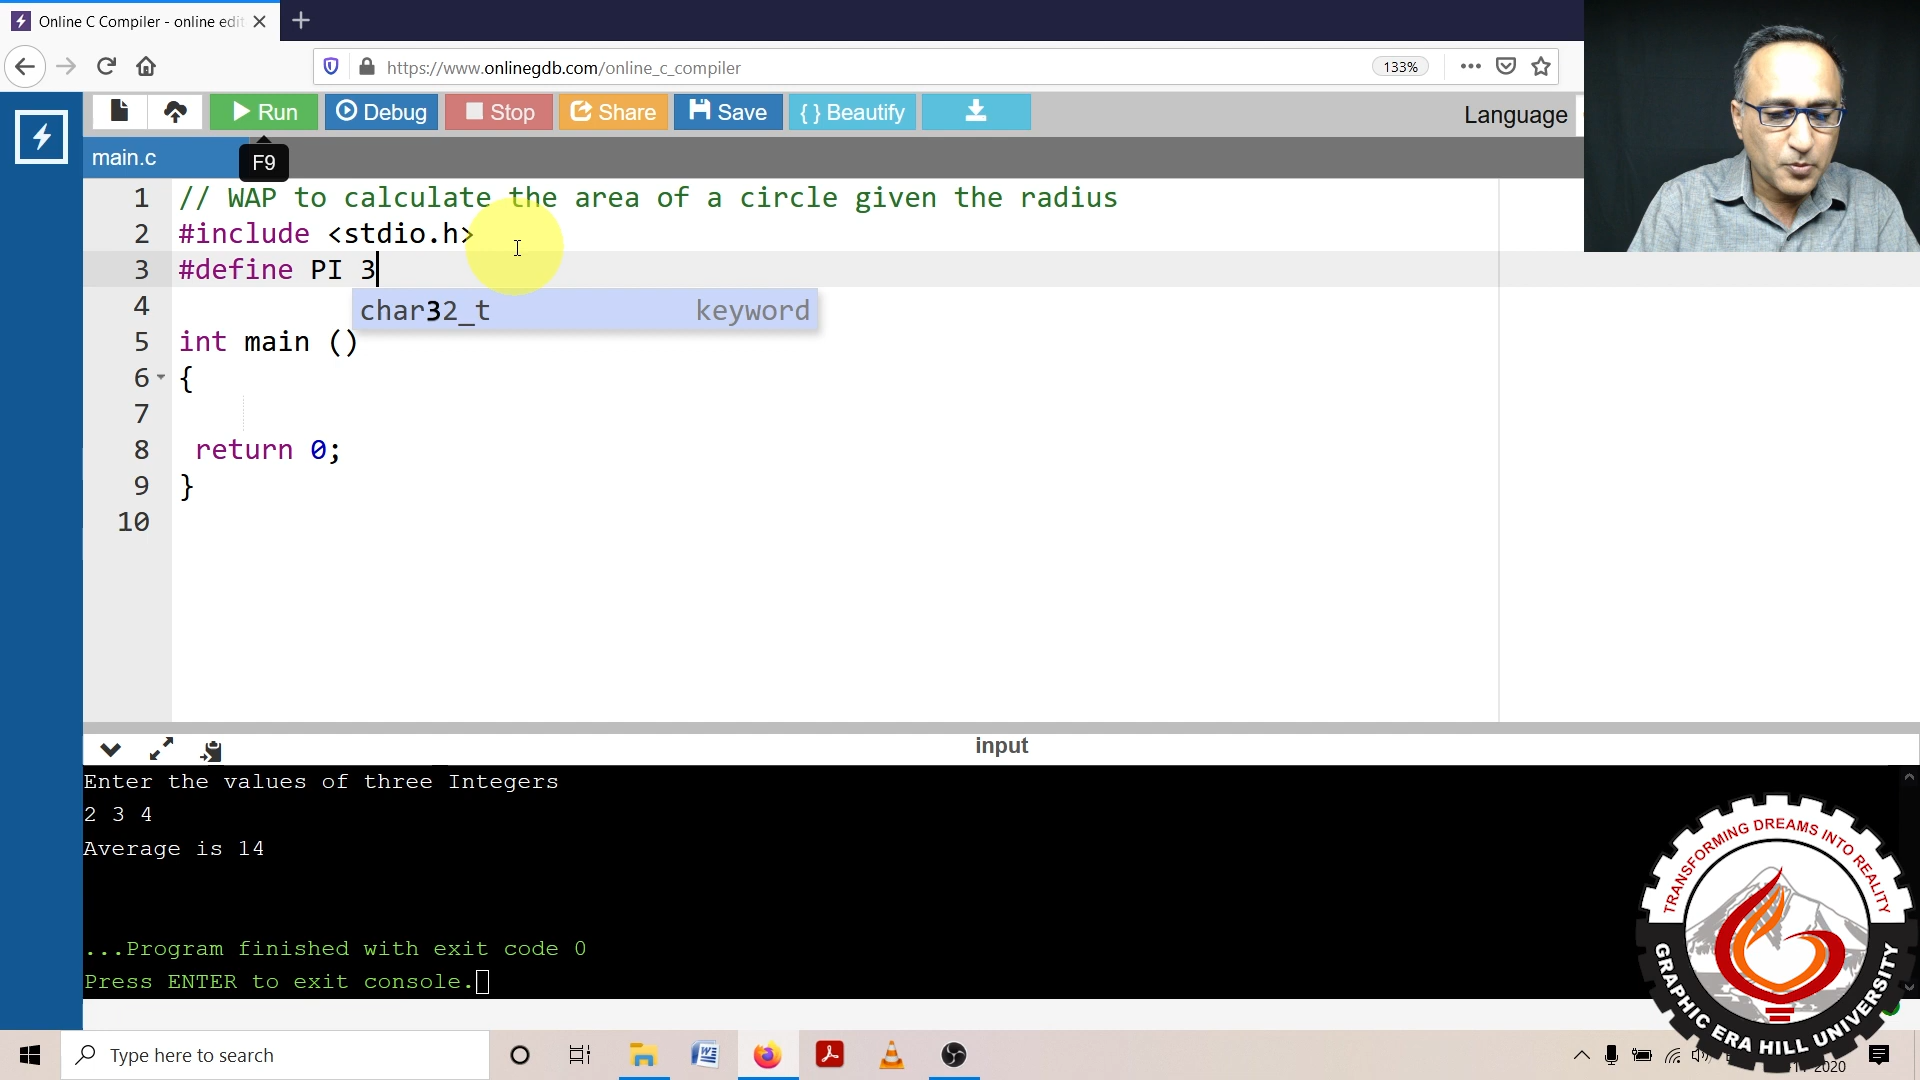 Online C Compiler - online edit
https://www.onlinegdb.com/online_c_compiler
133%
Run
Debug
Stop
Share
Save
{ } Beautify
Language
main.c
F9
1 // WAP to calculate the area of a circle given the radius
2 #include <stdio.h>
3 #define PI 3
4
char32_t keyword
5 int main ()
6 {
7
8 return 0;
9 }
10
input
Enter the values of three Integers
2 3 4
Average is 14
...Program finished with exit code 0
Press ENTER to exit console.
TRANSFORMING DREAMS INTO REALITY
GRAPHIC ERA HILL UNIVERSITY
Type here to search
2020